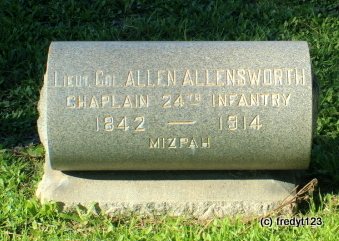 LIEUT. COL. ALLEN ALLENSWORTH
CHAPLAIN 24TH INFANTRY
1842 — 1914
MIZPAH
(c) fredyt123